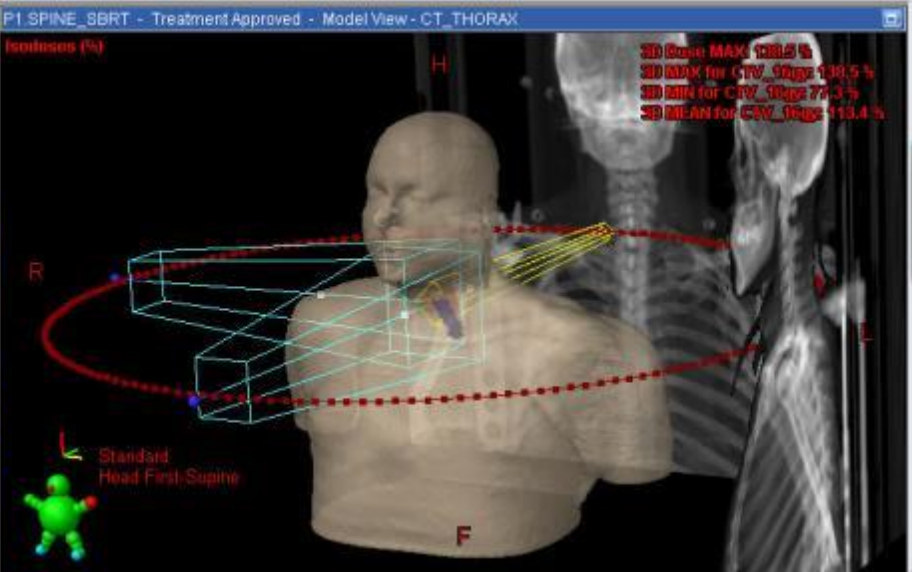 P1.SPINE_SBRT - Treatment Approved - Model View - CT_THORAX
Isodoses (%)
3D Dose MAX: 138.5 %
3D MAX for CTV_16gy: 138.5 %
3D MIN for CTV_16gy: 77.3 %
3D MEAN for CTV_16gy: 113.4 %
H
R
L
Standard
Head First-Supine
F